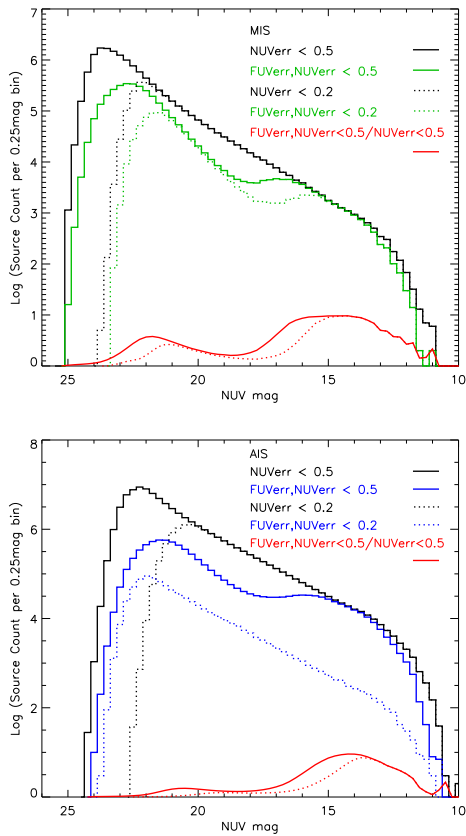 7
6
5
4
3
2
1
0
Log (Source Count per 0.25mag bin)
MIS
NUVerr < 0.5
FUVerr,NUVerr < 0.5
NUVerr < 0.2
FUVerr,NUVerr < 0.2
FUVerr,NUVerr<0.5/NUVerr<0.5
25 20 15 10
NUV mag
8
6
4
2
0
Log (Source Count per 0.25mag bin)
AIS
NUVerr < 0.5
FUVerr,NUVerr < 0.5
NUVerr < 0.2
FUVerr,NUVerr < 0.2
FUVerr,NUVerr<0.5/NUVerr<0.5
25 20 15 10
NUV mag